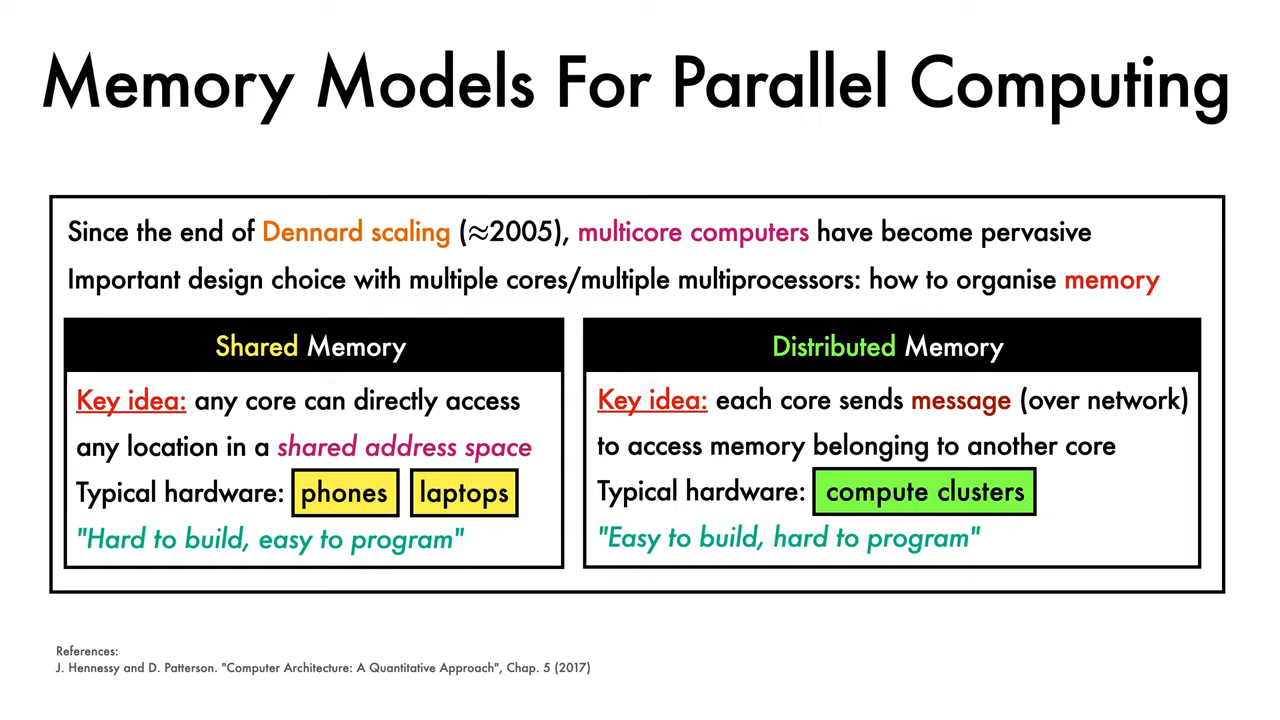 Memory Models For Parallel Computing
Since the end of Dennard scaling (≈2005), multicore computers have become pervasive
Important design choice with multiple cores/multiple multiprocessors: how to organise memory
Shared Memory
Key idea: any core can directly access
any location in a shared address space
Typical hardware: phones laptops
"Hard to build, easy to program"
Distributed Memory
Key idea: each core sends message (over network)
to access memory belonging to another core
Typical hardware: compute clusters
"Easy to build, hard to program"
References:
J. Hennessy and D. Patterson. "Computer Architecture: A Quantitative Approach", Chap. 5 (2017)